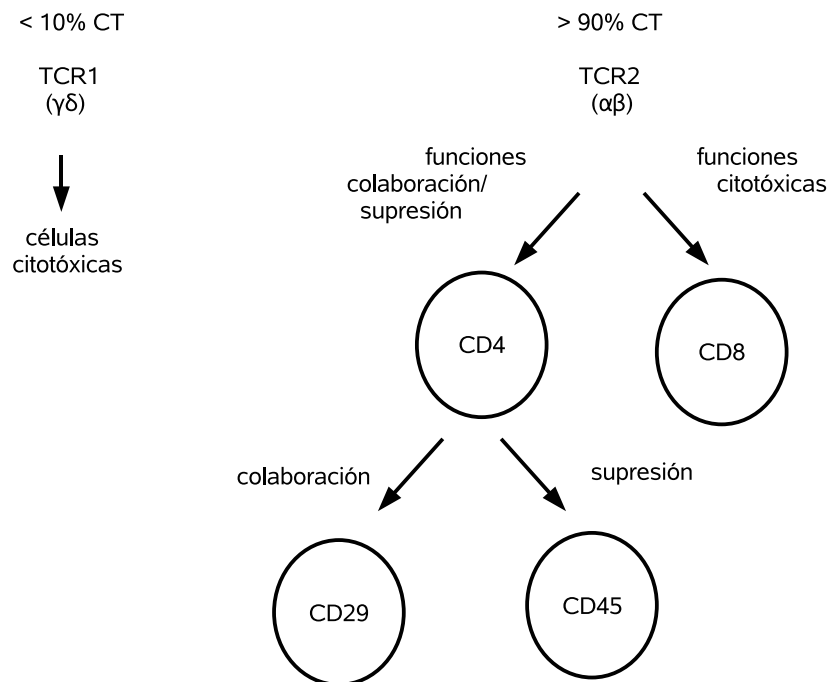 < 10% CT
TCR1
(γδ)
células
citotóxicas
> 90% CT
TCR2
(αβ)
funciones
colaboración/
supresión
funciones
citotóxicas
CD4
CD8
colaboración
supresión
CD29
CD45